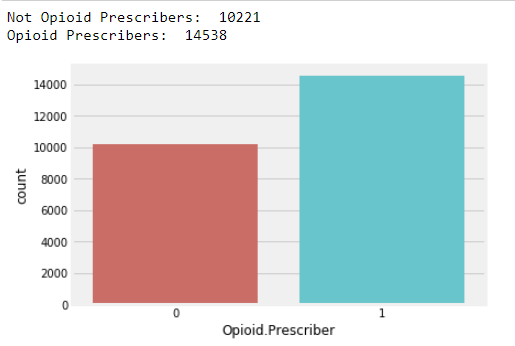 Not Opioid Prescribers:  10221
Opioid Prescribers:  14538
14000
12000
10000
8000
6000
4000
2000
0
count
0 1
Opioid.Prescriber